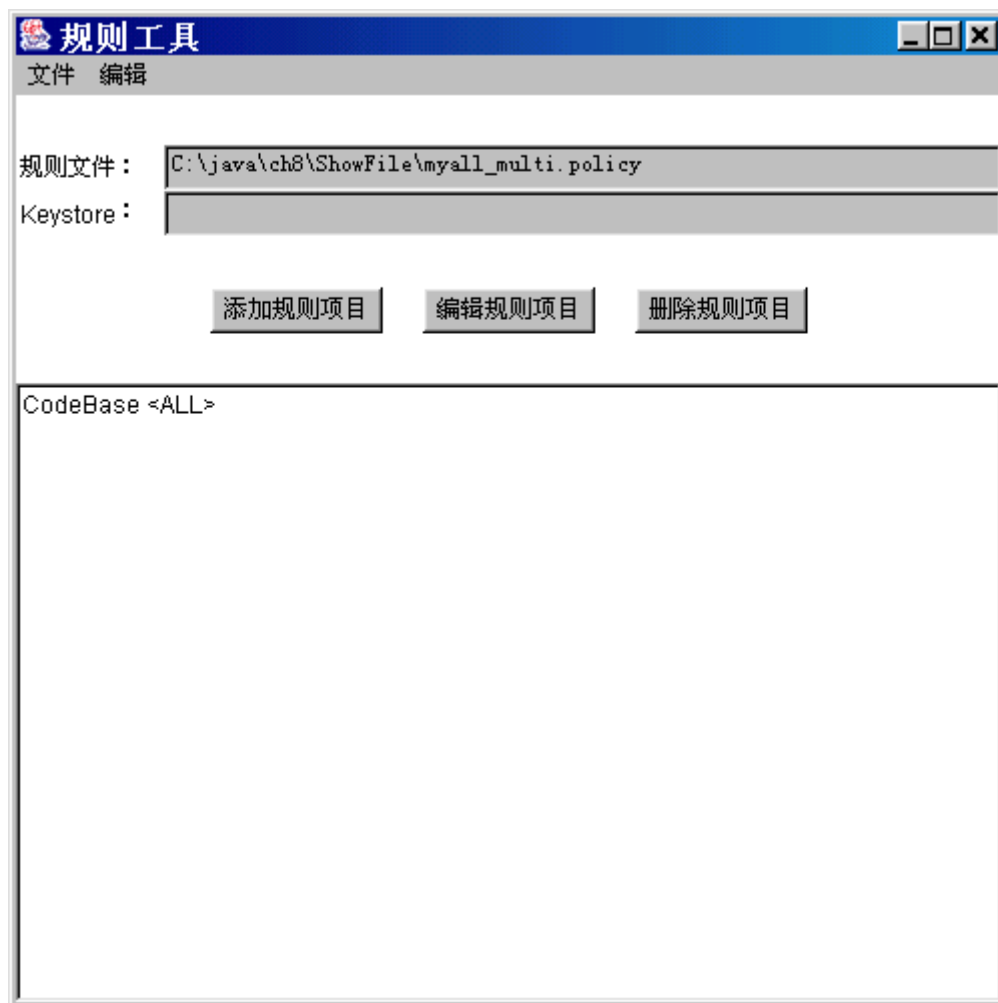 规则工具
文件 编辑
规则文件：
C:\java\ch8\ShowFile\myall_multi.policy
Keystore：
添加规则项目 编辑规则项目 删除规则项目
CodeBase <ALL>